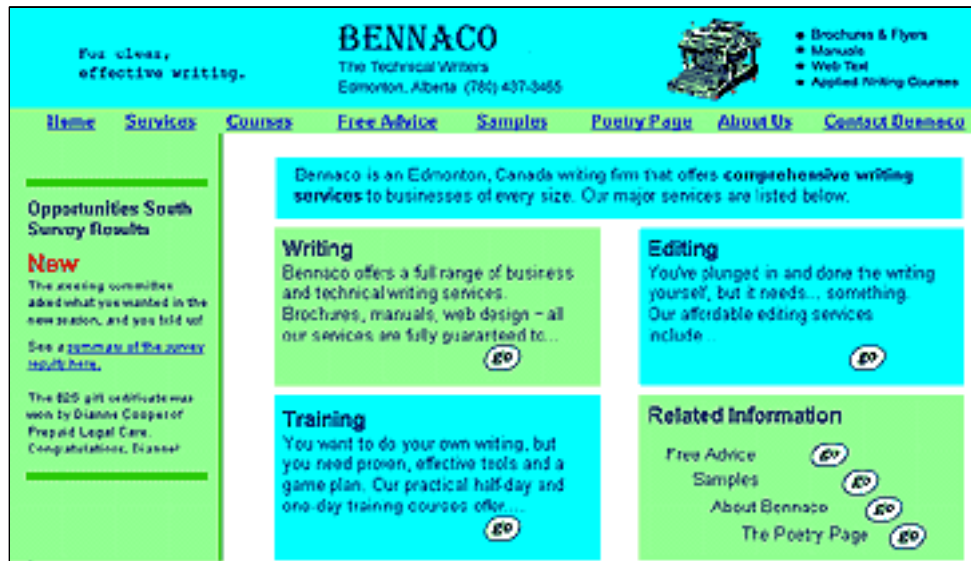 For clear,
effective writing.
BENNACO
The Technical Writers
Edmonton, Alberta (780) 437-3465
Brochures & Flyers
Manuals
Web Text
Applied Writing Courses
Home Services Courses Free Advice Samples Poetry Page About Us Contact Bennaco
Opportunities South
Survey Results
New
The steering committee
asked what you wanted in the
new season, and you told us!
See a summary of the survey
results here.
The $25 gift certificate was
won by Dianne Cooper of
Prepaid Legal Care.
Congratulations, Dianne!
Bennaco is an Edmonton, Canada writing firm that offers comprehensive writing
services to businesses of every size. Our major services are listed below.
Writing
Bennaco offers a full range of business
and technical writing services.
Brochures, manuals, web design – all
our services are fully guaranteed to...
go
Editing
You've plunged in and done the writing
yourself, but it needs... something.
Our affordable editing services
include...
go
Training
You want to do your own writing, but
you need proven, effective tools and a
game plan. Our practical half-day and
one-day training courses offer....
go
Related Information
Free Advice go
Samples go
About Bennaco go
The Poetry Page go